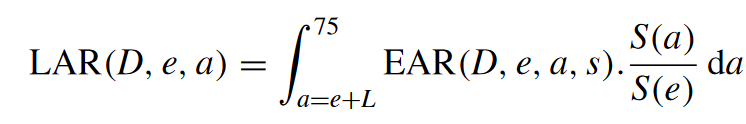 LAR(D, e, a) = ∫_{a=e+L}^{75} EAR(D, e, a, s). S(a)/S(e) da